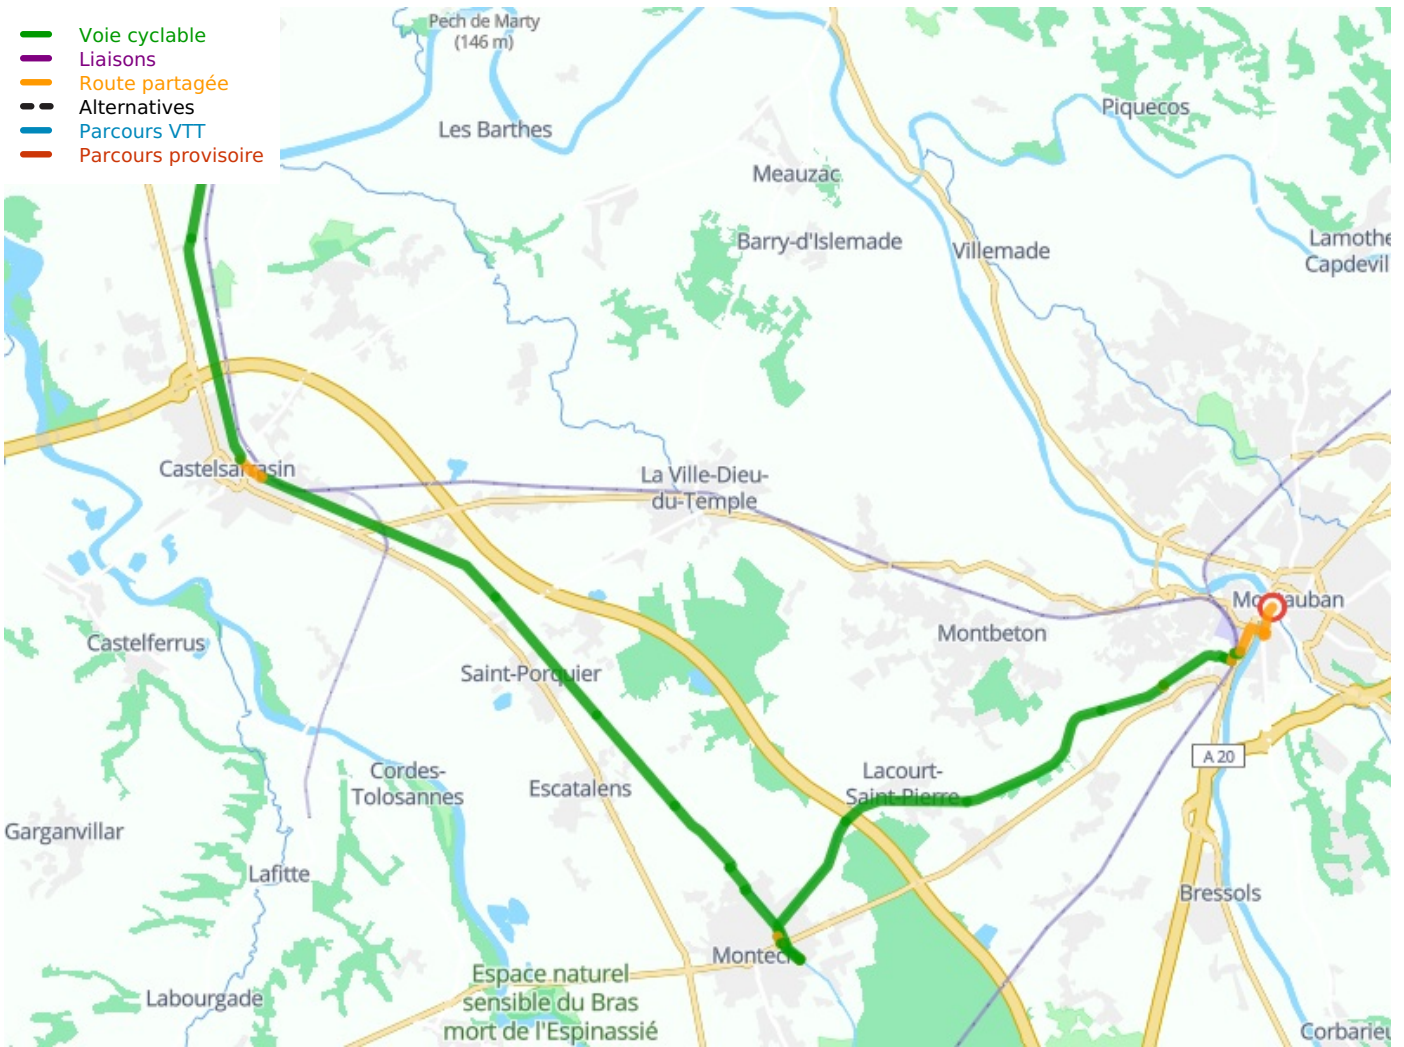 Voie cyclable
Liaisons
Route partagée
Alternatives
Parcours VTT
Parcours provisoire
Pech de Marty
(146 m)
Les Barthes
Piquecos
Meauzac
Barry-d'Islemade
Villemade
Lamothe
Capdevil
Castelsarrasin
La Ville-Dieu-
du-Temple
Montauban
Montbeton
Castelferrus
Saint-Porquier
A 20
Cordes-
Tolosannes
Escatalens
Lacourt-
Saint-Pierre
Garganvillar
Lafitte
Bressols
Montech
Espace naturel
sensible du Bras
mort de l'Espinassié
Labourgade
Corbarieu